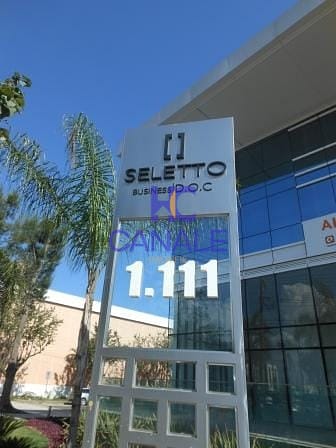 [ ]
SELETTO
BUSINESS D.O.C
CANALE
1.111